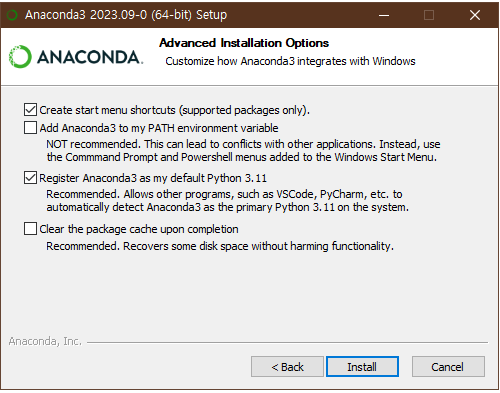 Anaconda3 2023.09-0 (64-bit) Setup
ANACONDA.
Advanced Installation Options
Customize how Anaconda3 integrates with Windows
Create start menu shortcuts (supported packages only).
Add Anaconda3 to my PATH environment variable
NOT recommended. This can lead to conflicts with other applications. Instead, use
the Commmand Prompt and Powershell menus added to the Windows Start Menu.
Register Anaconda3 as my default Python 3.11
Recommended. Allows other programs, such as VSCode, PyCharm, etc. to
automatically detect Anaconda3 as the primary Python 3.11 on the system.
Clear the package cache upon completion
Recommended. Recovers some disk space without harming functionality.
Anaconda, Inc.
< Back
Install
Cancel